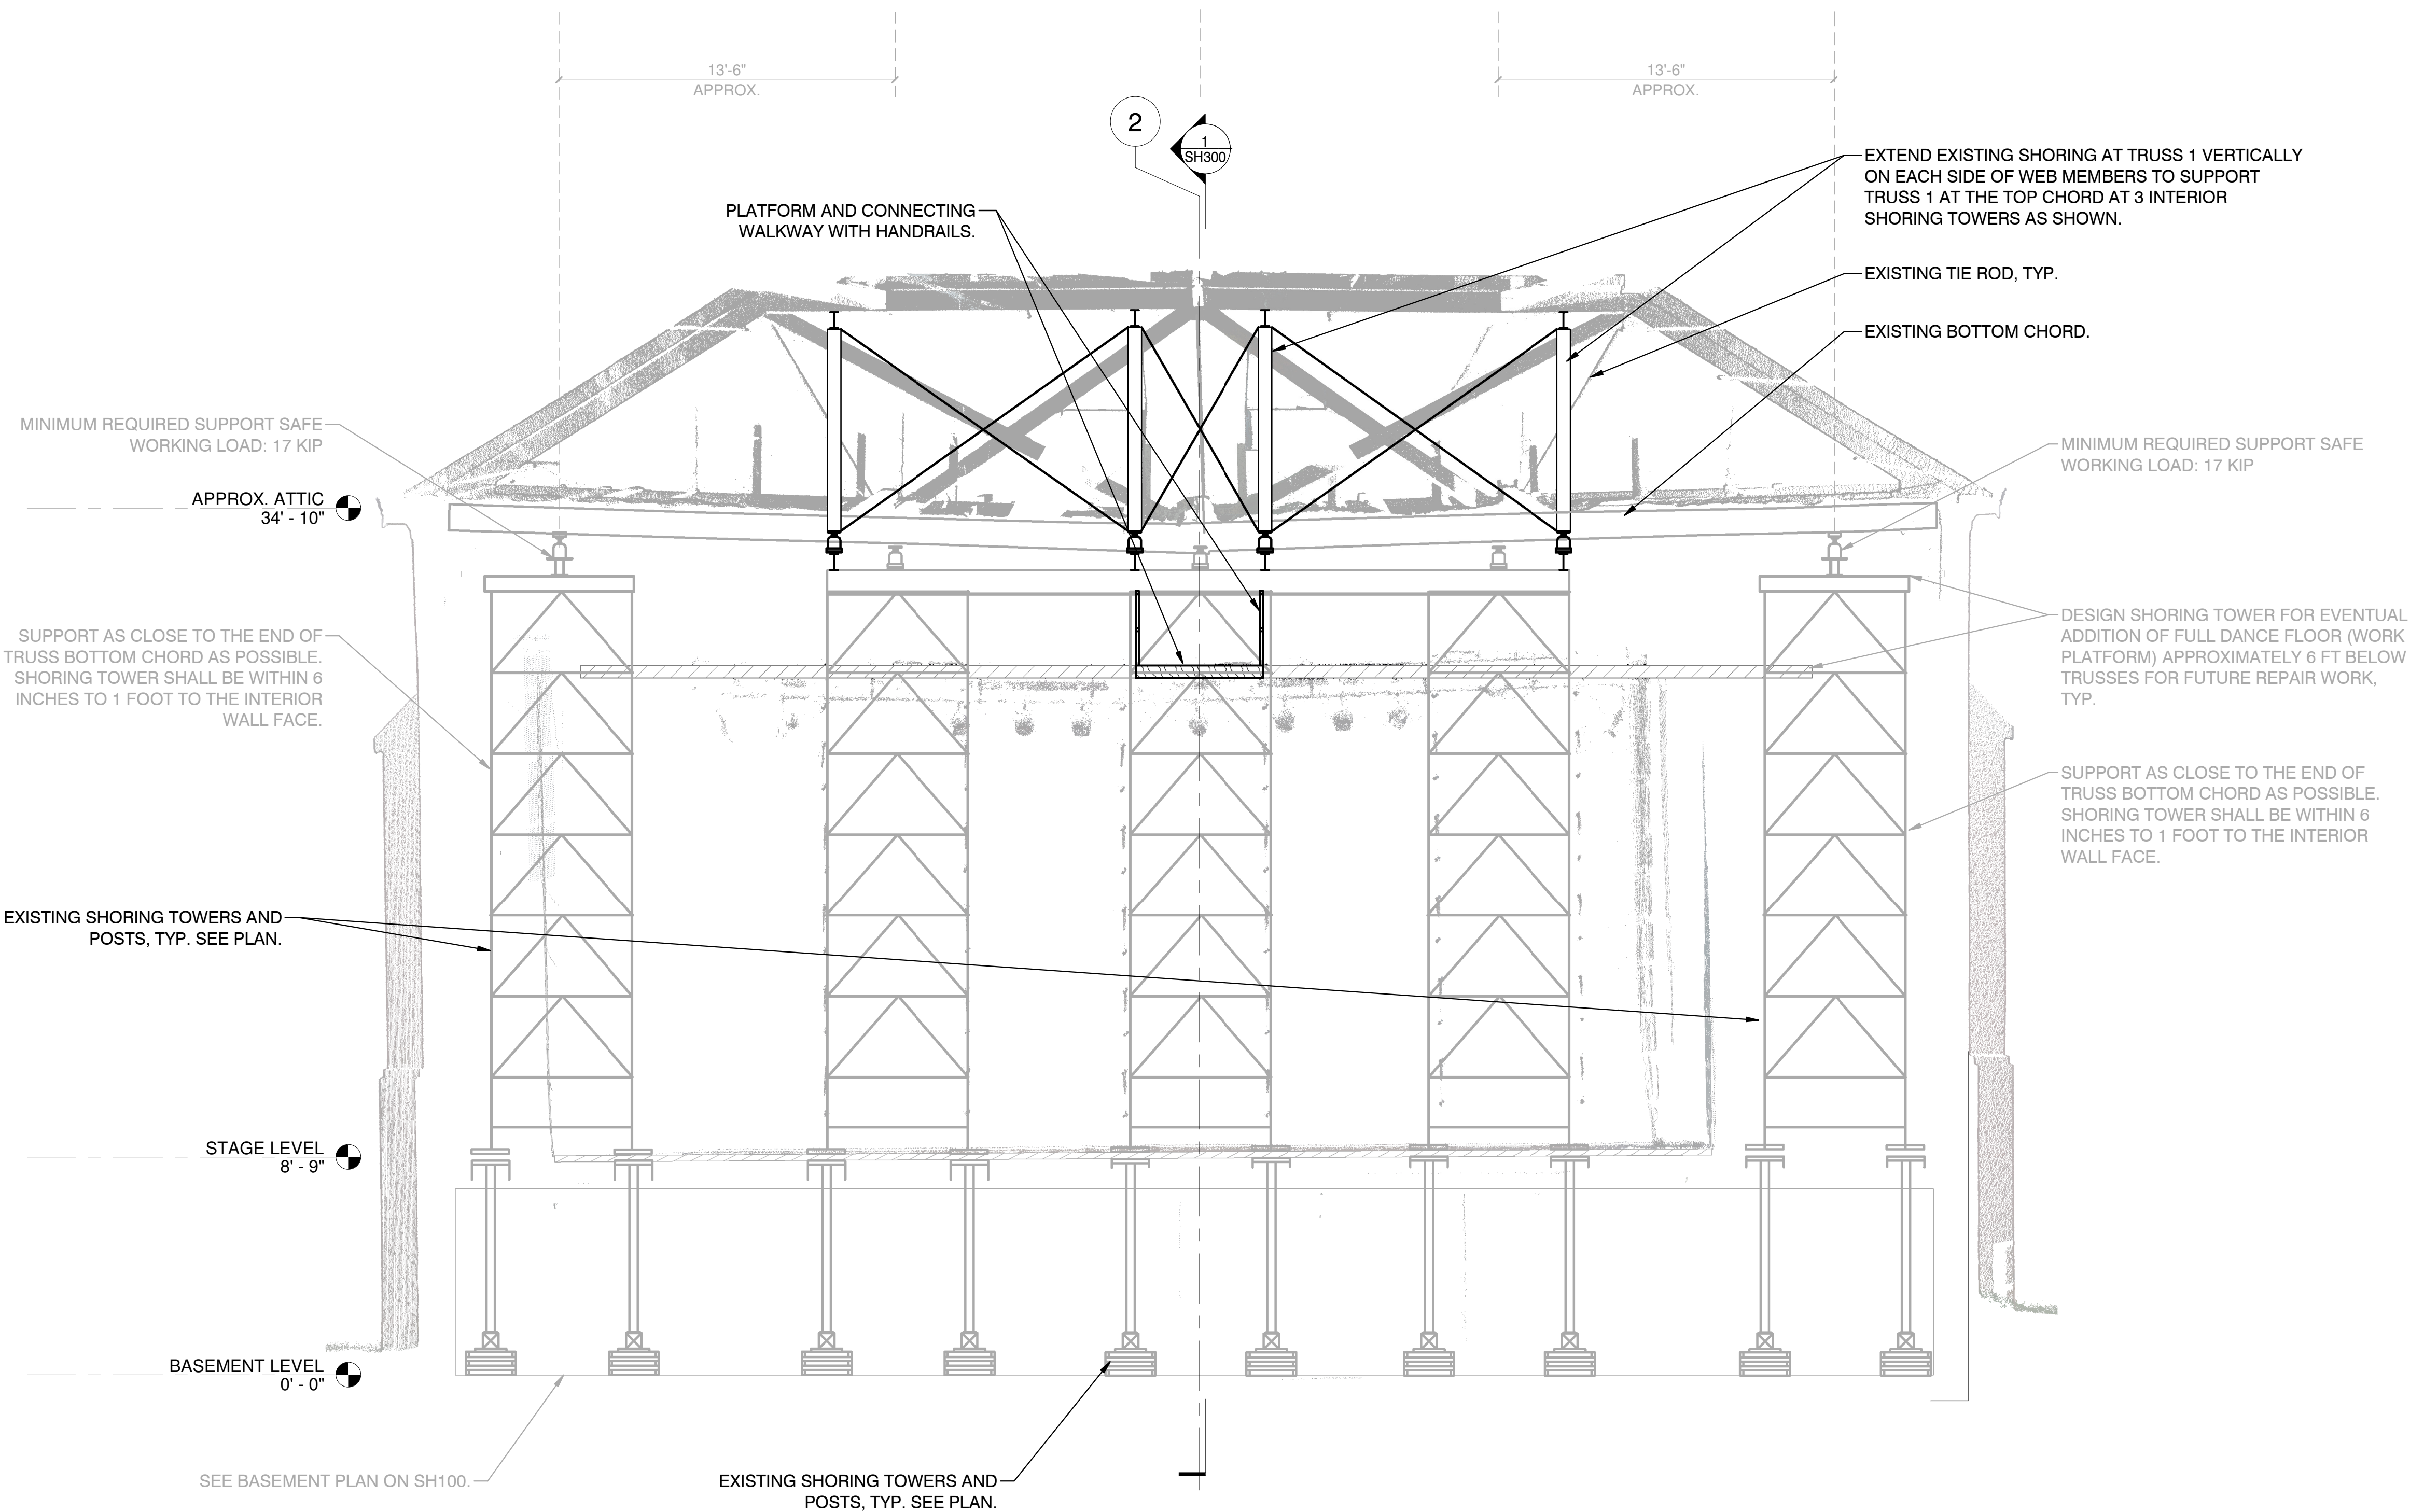 13'-6"
APPROX.
13'-6"
APPROX.
2
1
SH300
EXTEND EXISTING SHORING AT TRUSS 1 VERTICALLY
ON EACH SIDE OF WEB MEMBERS TO SUPPORT
TRUSS 1 AT THE TOP CHORD AT 3 INTERIOR
SHORING TOWERS AS SHOWN.
PLATFORM AND CONNECTING
WALKWAY WITH HANDRAILS.
EXISTING TIE ROD, TYP.
EXISTING BOTTOM CHORD.
MINIMUM REQUIRED SUPPORT SAFE
WORKING LOAD: 17 KIP
MINIMUM REQUIRED SUPPORT SAFE
WORKING LOAD: 17 KIP
APPROX. ATTIC
34' - 10"
SUPPORT AS CLOSE TO THE END OF
TRUSS BOTTOM CHORD AS POSSIBLE.
SHORING TOWER SHALL BE WITHIN 6
INCHES TO 1 FOOT TO THE INTERIOR
WALL FACE.
DESIGN SHORING TOWER FOR EVENTUAL
ADDITION OF FULL DANCE FLOOR (WORK
PLATFORM) APPROXIMATELY 6 FT BELOW
TRUSSES FOR FUTURE REPAIR WORK,
TYP.
SUPPORT AS CLOSE TO THE END OF
TRUSS BOTTOM CHORD AS POSSIBLE.
SHORING TOWER SHALL BE WITHIN 6
INCHES TO 1 FOOT TO THE INTERIOR
WALL FACE.
EXISTING SHORING TOWERS AND
POSTS, TYP. SEE PLAN.
STAGE LEVEL
8' - 9"
BASEMENT LEVEL
0' - 0"
SEE BASEMENT PLAN ON SH100.
EXISTING SHORING TOWERS AND
POSTS, TYP. SEE PLAN.